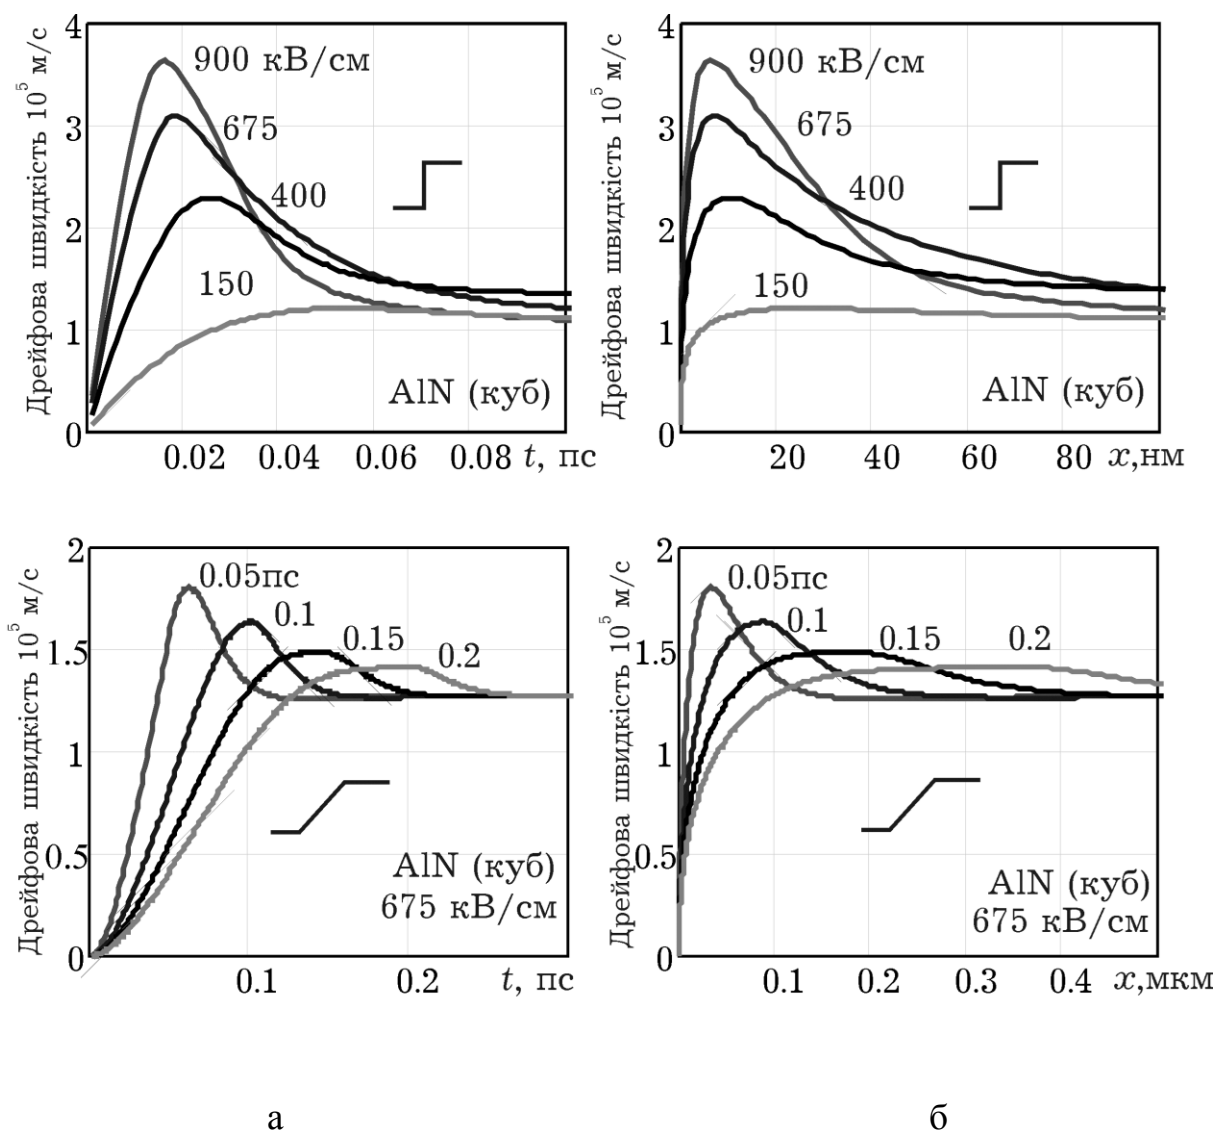 Дрейфова швидкість 10⁵ м/с
4
3
2
1
0
900 кВ/см
675
400
150
AlN (куб)
0.02 0.04 0.06 0.08 t, пс
Дрейфова швидкість 10⁵ м/с
4
3
2
1
0
900 кВ/см
675
400
150
AlN (куб)
20 40 60 80 x,нм
Дрейфова швидкість 10⁵ м/с
2
1.5
1
0.5
0
0.05пс
0.1
0.15
0.2
AlN (куб)
675 кВ/см
0.1 0.2 t, пс
Дрейфова швидкість 10⁵ м/с
2
1.5
1
0.5
0
0.05пс
0.1
0.15 0.2
AlN (куб)
675 кВ/см
0.1 0.2 0.3 0.4 x,мкм
а б